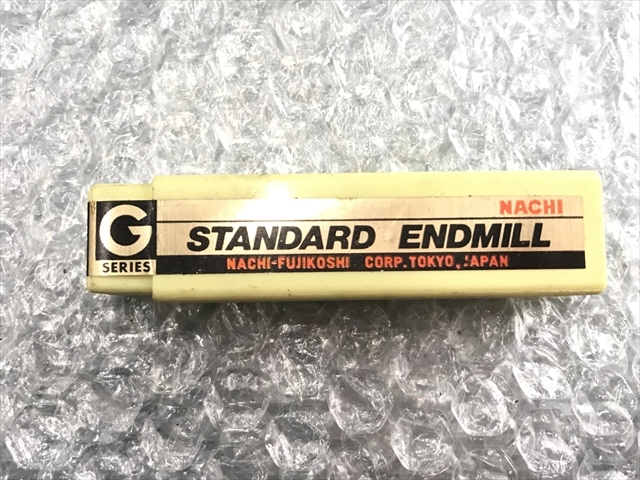 G
SERIES
NACHI
STANDARD ENDMILL
NACHI-FUJIKOSHI CORP. TOKYO, JAPAN